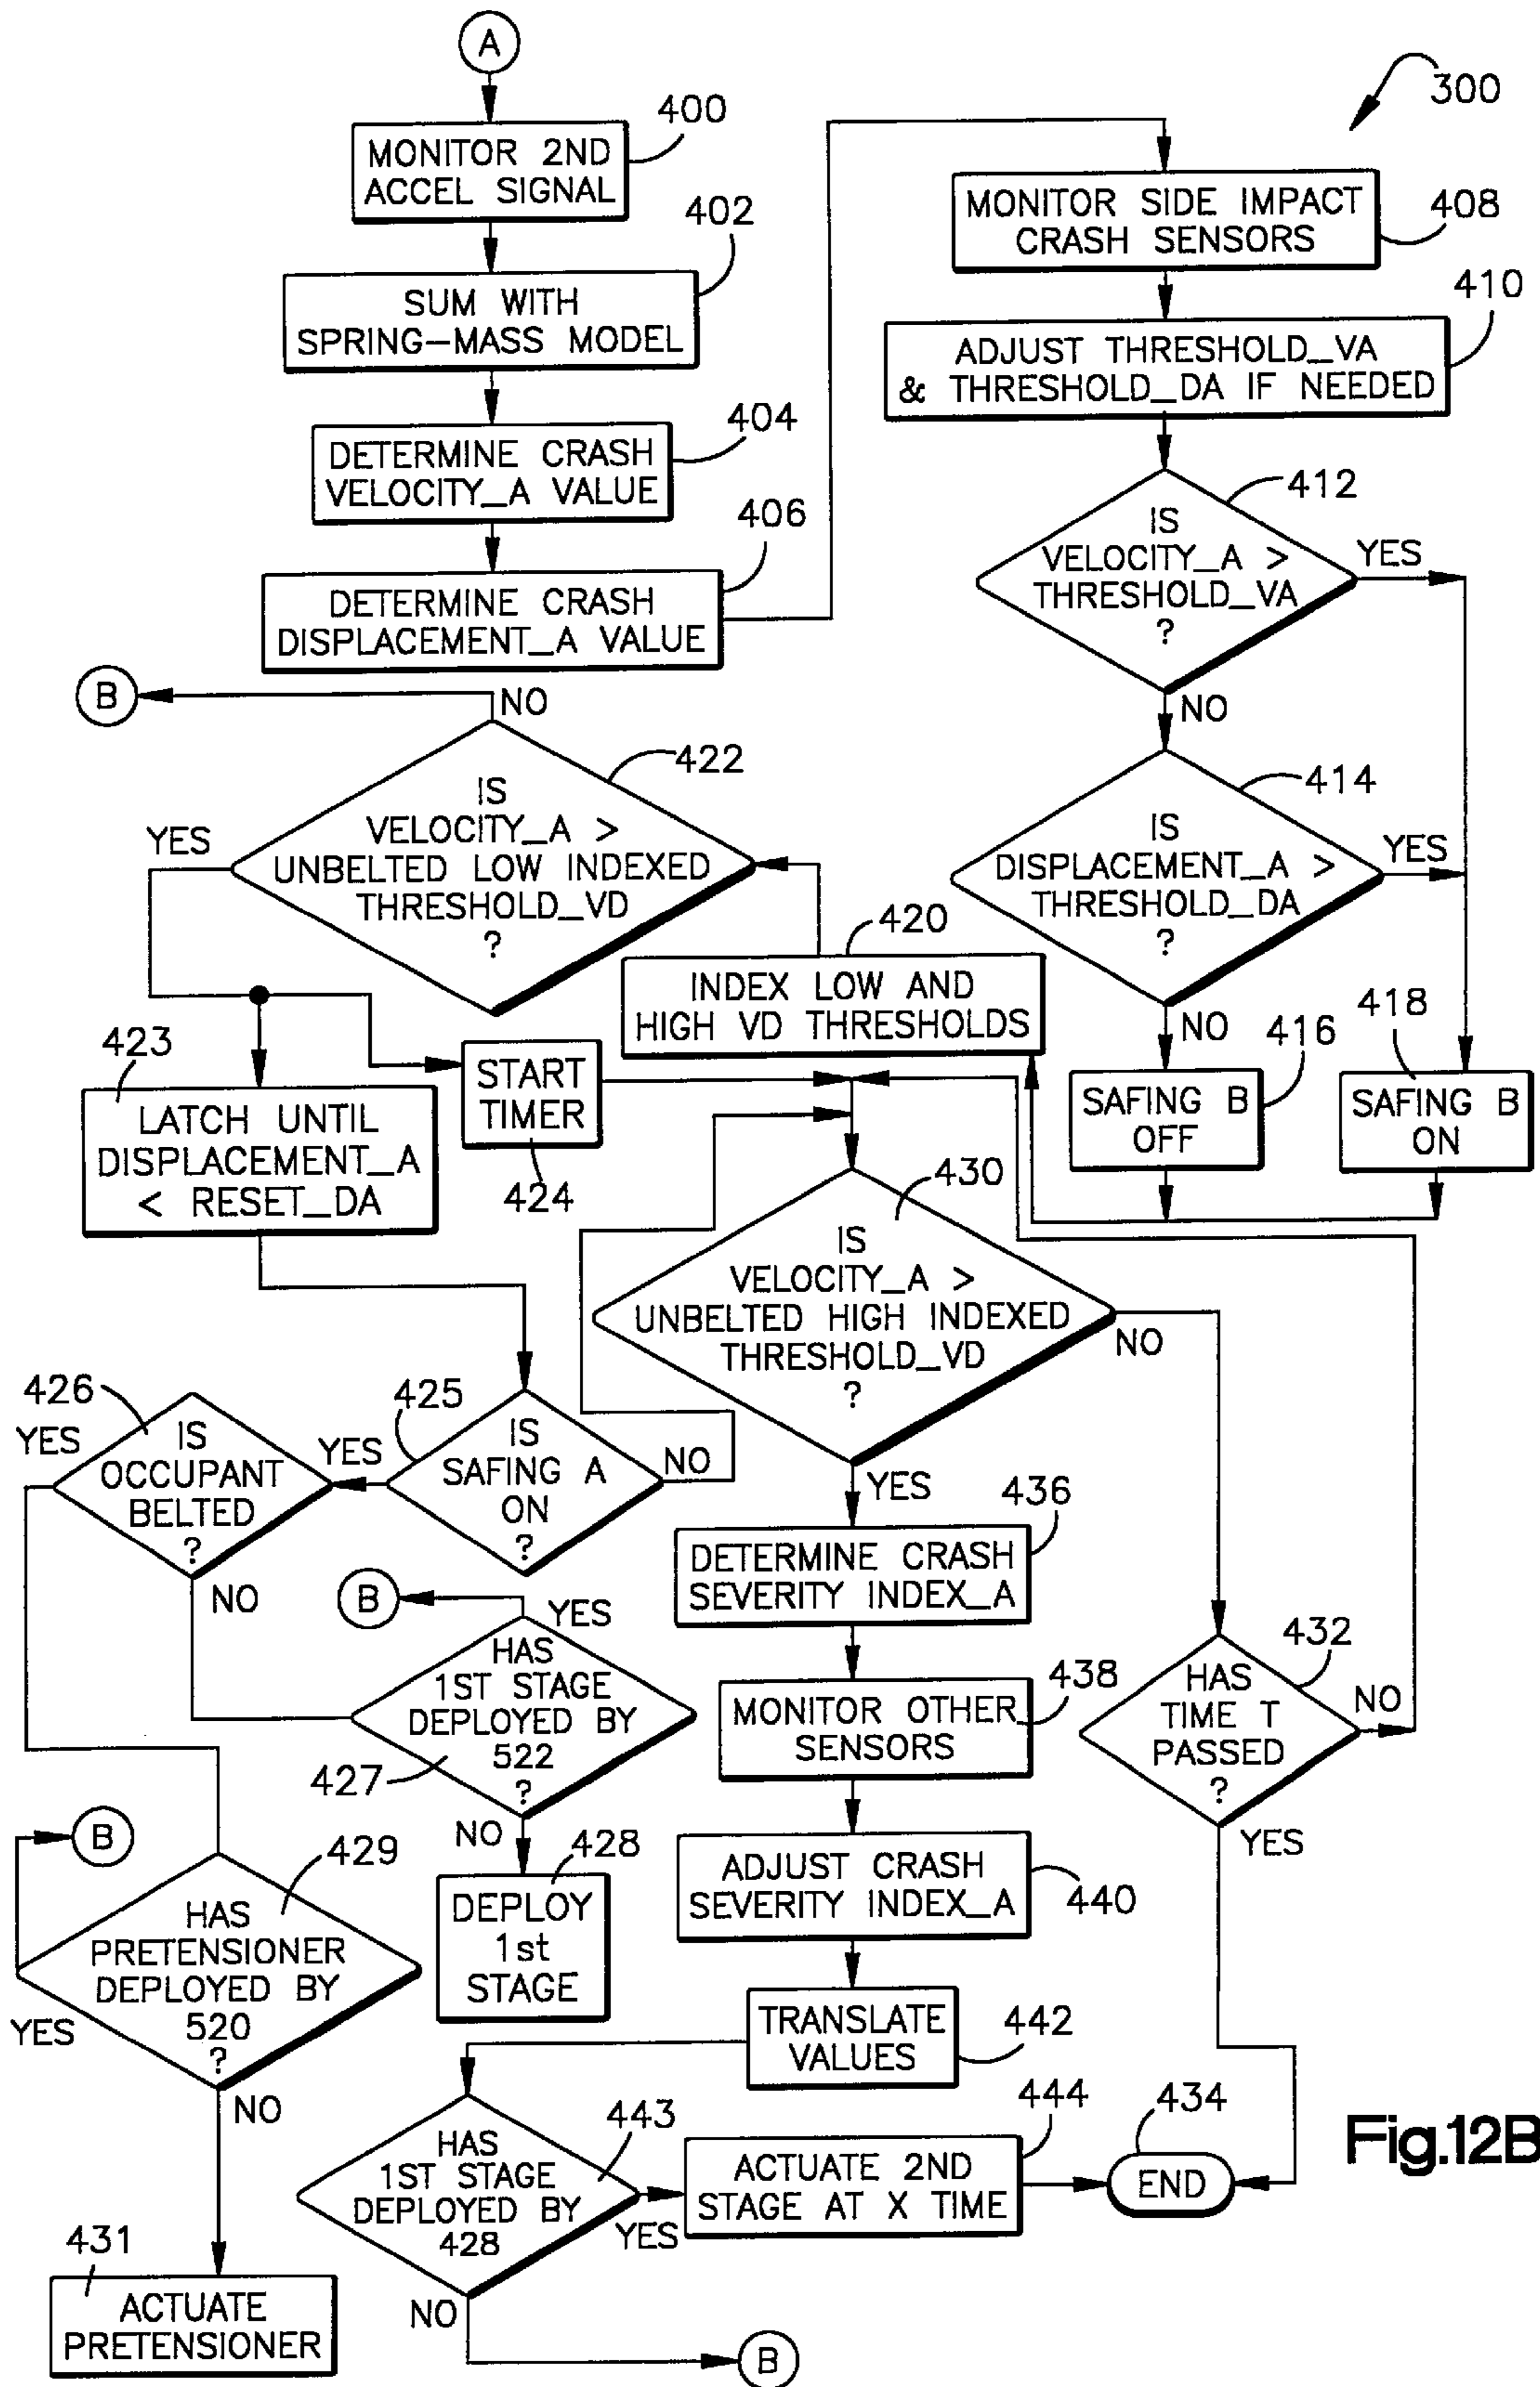 A
300
400
MONITOR 2ND
ACCEL SIGNAL
402
SUM WITH
SPRING–MASS MODEL
404
DETERMINE CRASH
VELOCITY_A VALUE
406
DETERMINE CRASH
DISPLACEMENT_A VALUE
MONITOR SIDE IMPACT
CRASH SENSORS
408
410
ADJUST THRESHOLD_VA
& THRESHOLD_DA IF NEEDED
412
IS
VELOCITY_A >
THRESHOLD_VA
?
YES
NO
414
IS
DISPLACEMENT_A >
THRESHOLD_DA
?
YES
NO
416
SAFING B
OFF
418
SAFING B
ON
420
INDEX LOW AND
HIGH VD THRESHOLDS
B
NO
422
IS
VELOCITY_A >
UNBELTED LOW INDEXED
THRESHOLD_VD
?
YES
423
LATCH UNTIL
DISPLACEMENT_A
< RESET_DA
START
TIMER
424
430
IS
VELOCITY_A >
UNBELTED HIGH INDEXED
THRESHOLD_VD
?
NO
YES
425
IS
SAFING A
ON
?
NO
YES
426
IS
OCCUPANT
BELTED
?
YES
NO
B
YES
HAS
1ST STAGE
DEPLOYED BY
522
?
427
NO
428
DEPLOY
1st
STAGE
B
429
HAS
PRETENSIONER
DEPLOYED BY
520
?
YES
NO
431
ACTUATE
PRETENSIONER
436
DETERMINE CRASH
SEVERITY INDEX_A
438
MONITOR OTHER
SENSORS
ADJUST CRASH
SEVERITY INDEX_A
440
TRANSLATE
VALUES
442
432
HAS
TIME T
PASSED
?
NO
YES
443
HAS
1ST STAGE
DEPLOYED BY
428
YES
NO
B
444
ACTUATE 2ND
STAGE AT X TIME
434
END
Fig.12B